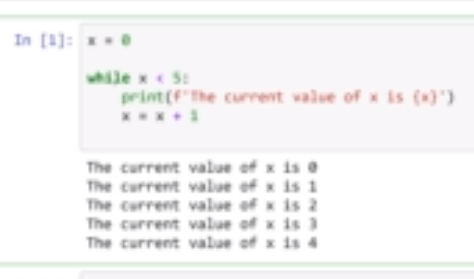 In [1]: x = 0
while x < 5:
    print(f'The current value of x is {x}')
    x = x + 1
The current value of x is 0
The current value of x is 1
The current value of x is 2
The current value of x is 3
The current value of x is 4